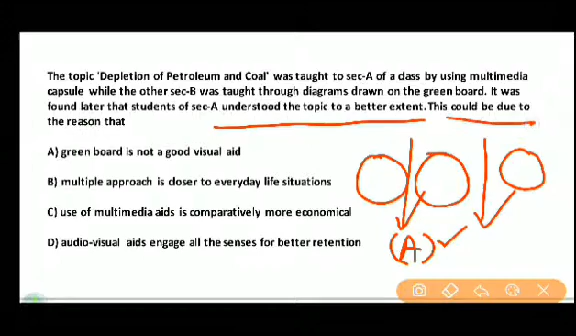 The topic 'Depletion of Petroleum and Coal' was taught to sec-A of a class by using multimedia
capsule while the other sec-B was taught through diagrams drawn on the green board. It was
found later that students of sec-A understood the topic to a better extent.This could be due to
the reason that
A) green board is not a good visual aid
B) multiple approach is closer to everyday life situations
C) use of multimedia aids is comparatively more economical
D) audio-visual aids engage all the senses for better retention
(A)